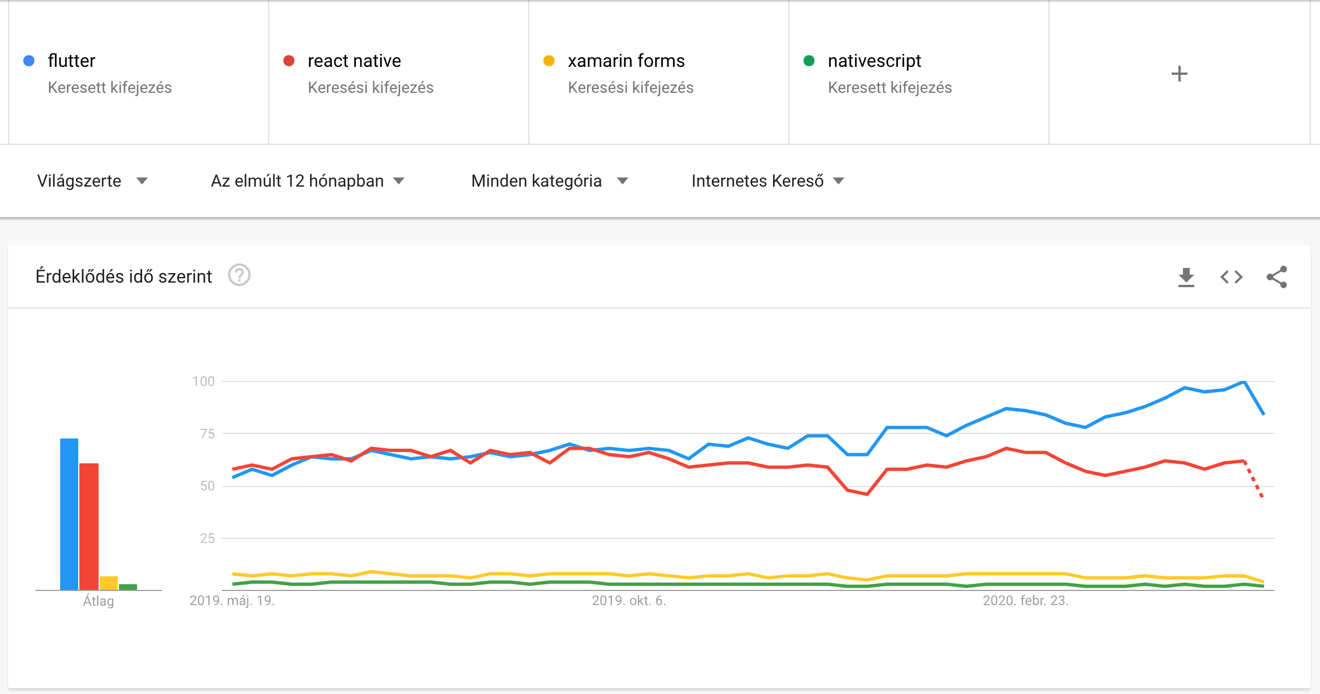 flutter
Keresett kifejezés
react native
Keresési kifejezés
xamarin forms
Keresési kifejezés
nativescript
Keresett kifejezés
+
Világszerte
Az elmúlt 12 hónapban
Minden kategória
Internetes Kereső
Érdeklődés idő szerint
?
100
75
50
25
Átlag
2019. máj. 19.
2019. okt. 6.
2020. febr. 23.